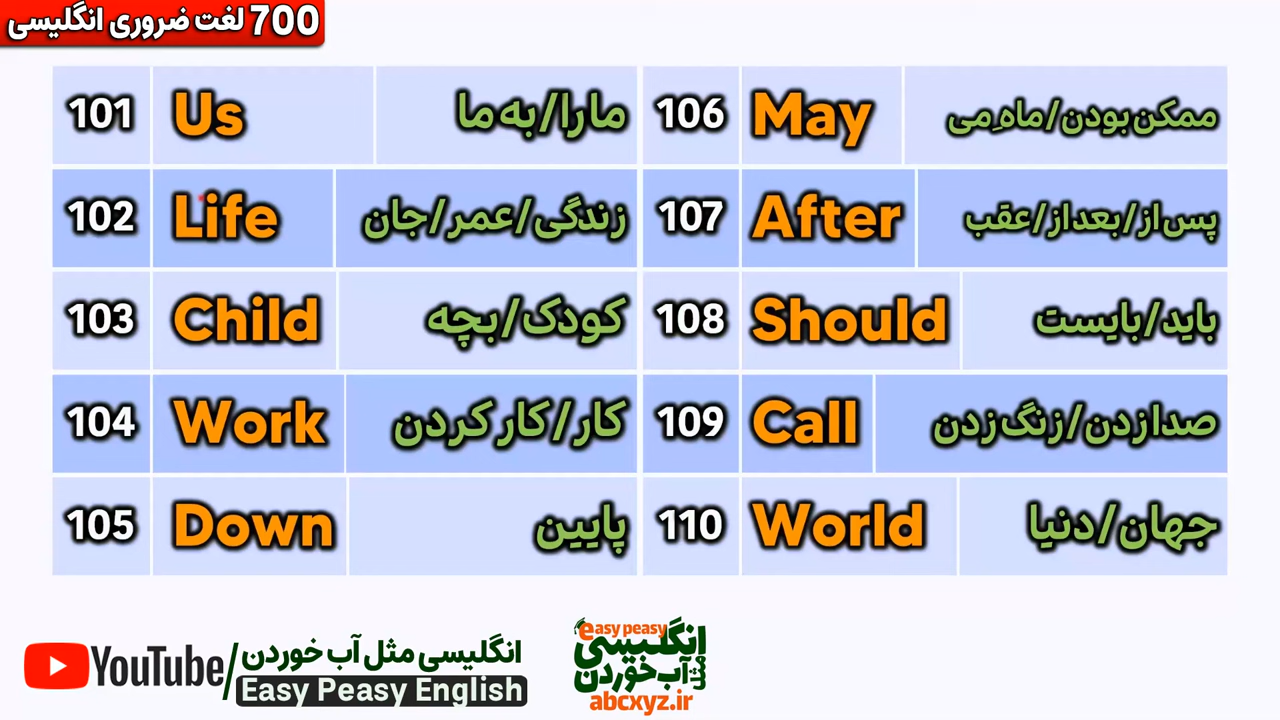 700 لغت ضروری انگلیسی
101 Us مارا/به ما
102 Life زندگی/عمر/جان
103 Child کودک/بچه
104 Work کار/کار کردن
105 Down پایین
106 May ممکن بودن/ماهِ می
107 After پس از/بعد از/عقب
108 Should باید/بایست
109 Call صدا زدن/زنگ زدن
110 World جهان/دنیا
YouTube/انگلیسی مثل آب خوردن
Easy Peasy English
easy peasy
انگلیسی
مثل آب خوردن
abcxyz.ir